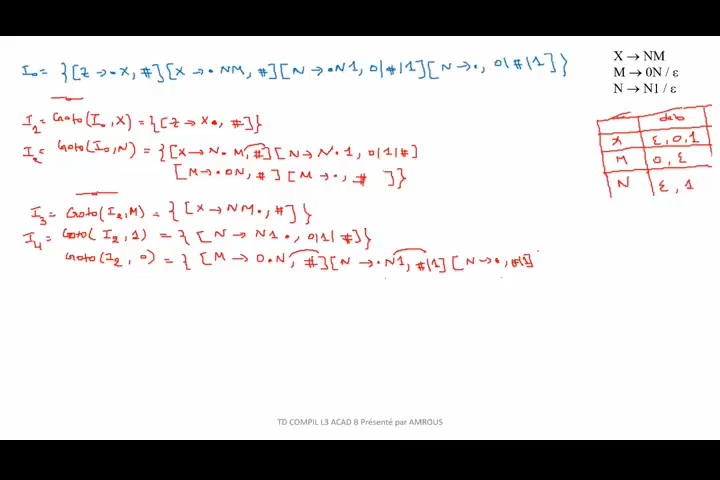 I₀ = {[Z → • X, #][X → • NM, #][N → • N1, 0|#|1][N → •, 0|#|1]}
X → NM
M → 0N / ε
N → N1 / ε
I₁ = Goto(I₀, X) = {[Z → X •, #]}
I₂ = Goto(I₀, N) = {[X → N • M, #][N → N • 1, 0|1|#]
[M → • 0N, #][M → •, # ]}
I₃ = Goto(I₂, M) = {[X → NM •, #]}
I₄ = Goto(I₂, 1) = {[N → N1 •, 0|1|#]}
Goto(I₂, 0) = {[M → 0 • N, #][N → • N1, #|1][N → •, #|1]
deb
X ε, 0, 1
M 0, ε
N ε, 1
TD COMPIL L3 ACAD B Présenté par AMROUS